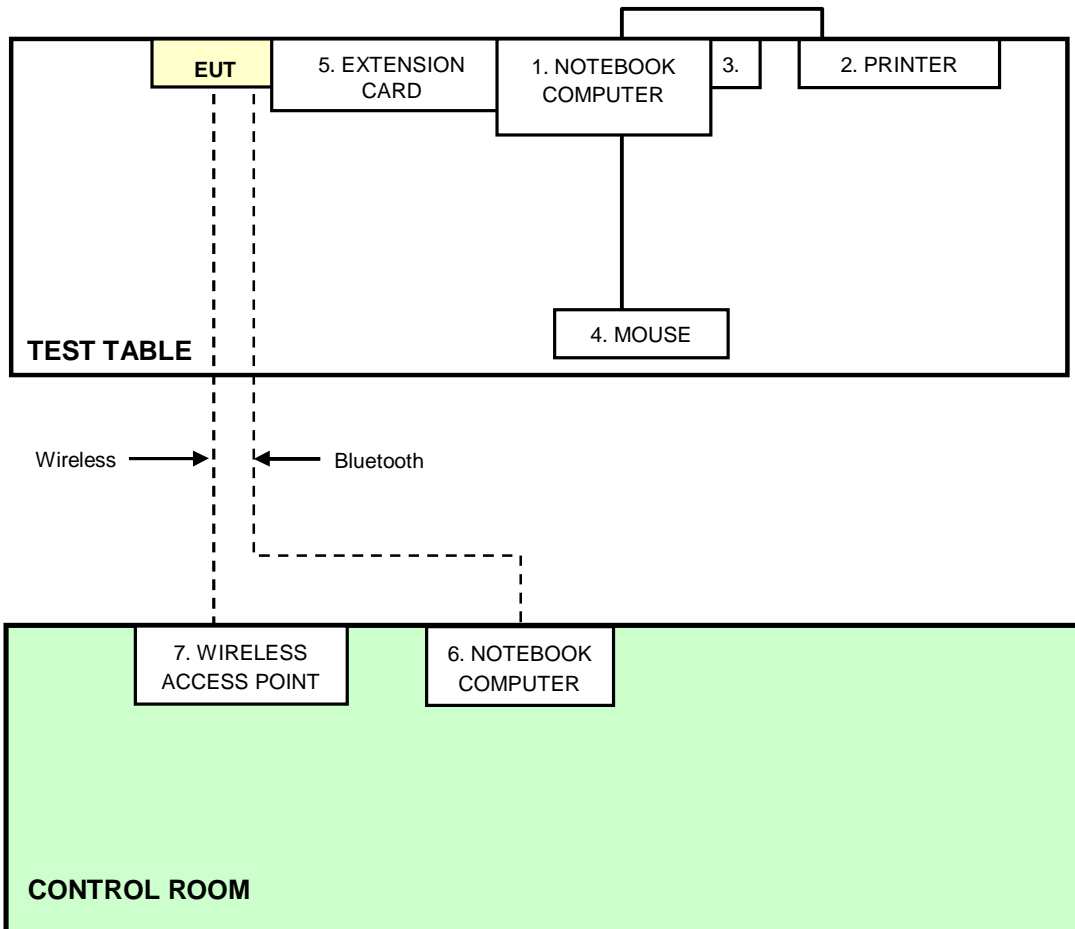 EUT
5. EXTENSION
CARD
1. NOTEBOOK
COMPUTER
3.
2. PRINTER
4. MOUSE
TEST TABLE
Wireless
Bluetooth
7. WIRELESS
ACCESS POINT
6. NOTEBOOK
COMPUTER
CONTROL ROOM